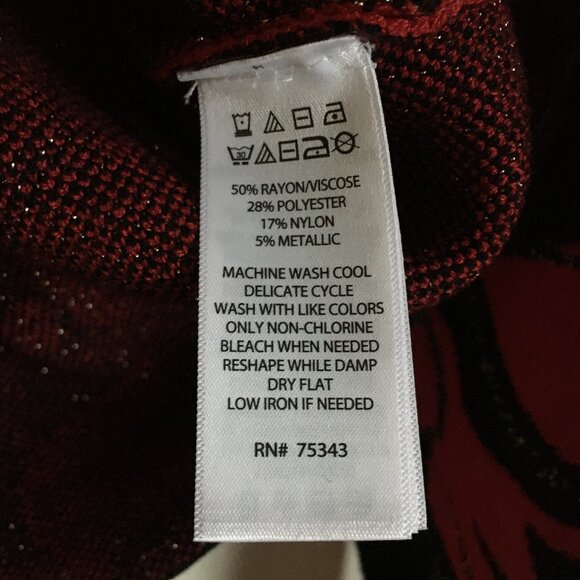 30
50% RAYON/VISCOSE
28% POLYESTER
17% NYLON
5% METALLIC
MACHINE WASH COOL
DELICATE CYCLE
WASH WITH LIKE COLORS
ONLY NON-CHLORINE
BLEACH WHEN NEEDED
RESHAPE WHILE DAMP
DRY FLAT
LOW IRON IF NEEDED
RN# 75343